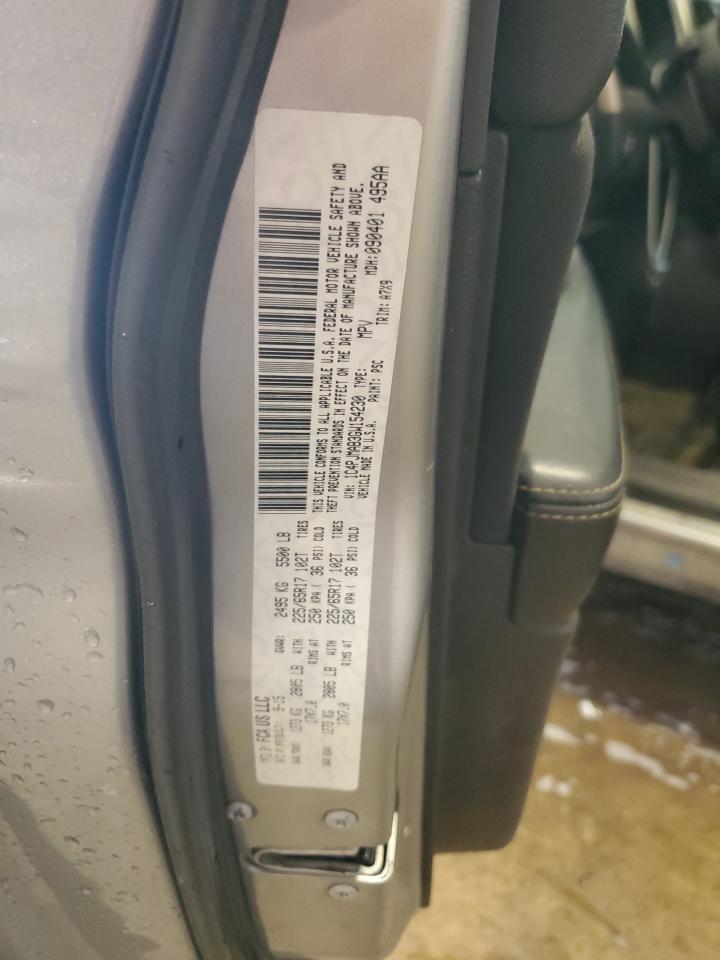 MFD BY FCA US LLC
DATE OF MFR/BUILT: 9-15 GVWR: 2495 KG 5500 LB
GAWR FRONT: 1273 KG 2805 LB WITH 225/65R17 102T TIRES
17X7.0 RIMS AT 250 KPA ( 36 PSI) COLD
GAWR REAR: 1273 KG 2805 LB WITH 225/65R17 102T TIRES
17X7.0 RIMS AT 250 KPA ( 36 PSI) COLD
THIS VEHICLE CONFORMS TO ALL APPLICABLE U.S.A. FEDERAL MOTOR VEHICLE SAFETY AND
THEFT PREVENTION STANDARDS IN EFFECT ON THE DATE OF MANUFACTURE SHOWN ABOVE.
VIN: 1C4PJMAB3GW154230 TYPE: MPV MDH: 090401 495AA
VEHICLE MADE IN U.S.A. PAINT: PSC TRIM: A7X9